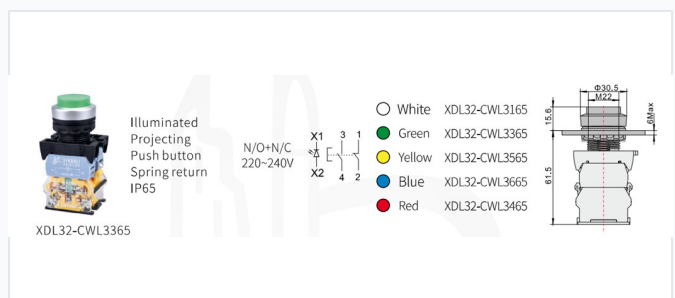 Illuminated
Projecting
Push button
Spring return
IP65
XDL32-CWL3365
N/O+N/C
220~240V
X1 3 1
X2 4 2
White XDL32-CWL3165
Green XDL32-CWL3365
Yellow XDL32-CWL3565
Blue XDL32-CWL3665
Red XDL32-CWL3465
Φ30.5
M22
15.6
6Max
61.5